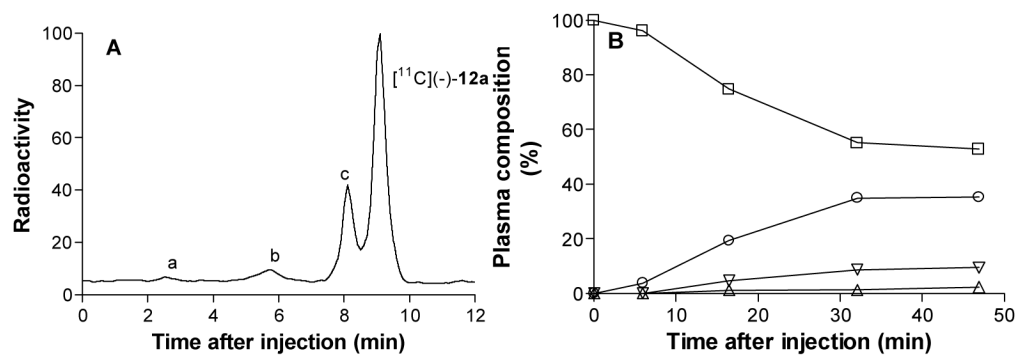 A
B
[¹¹C](-)-12a
a
b
c
Radioactivity
100
80
60
40
20
0
0 2 4 6 8 10 12
Time after injection (min)
Plasma composition
(%)
100
80
60
40
20
0
0 10 20 30 40 50
Time after injection (min)